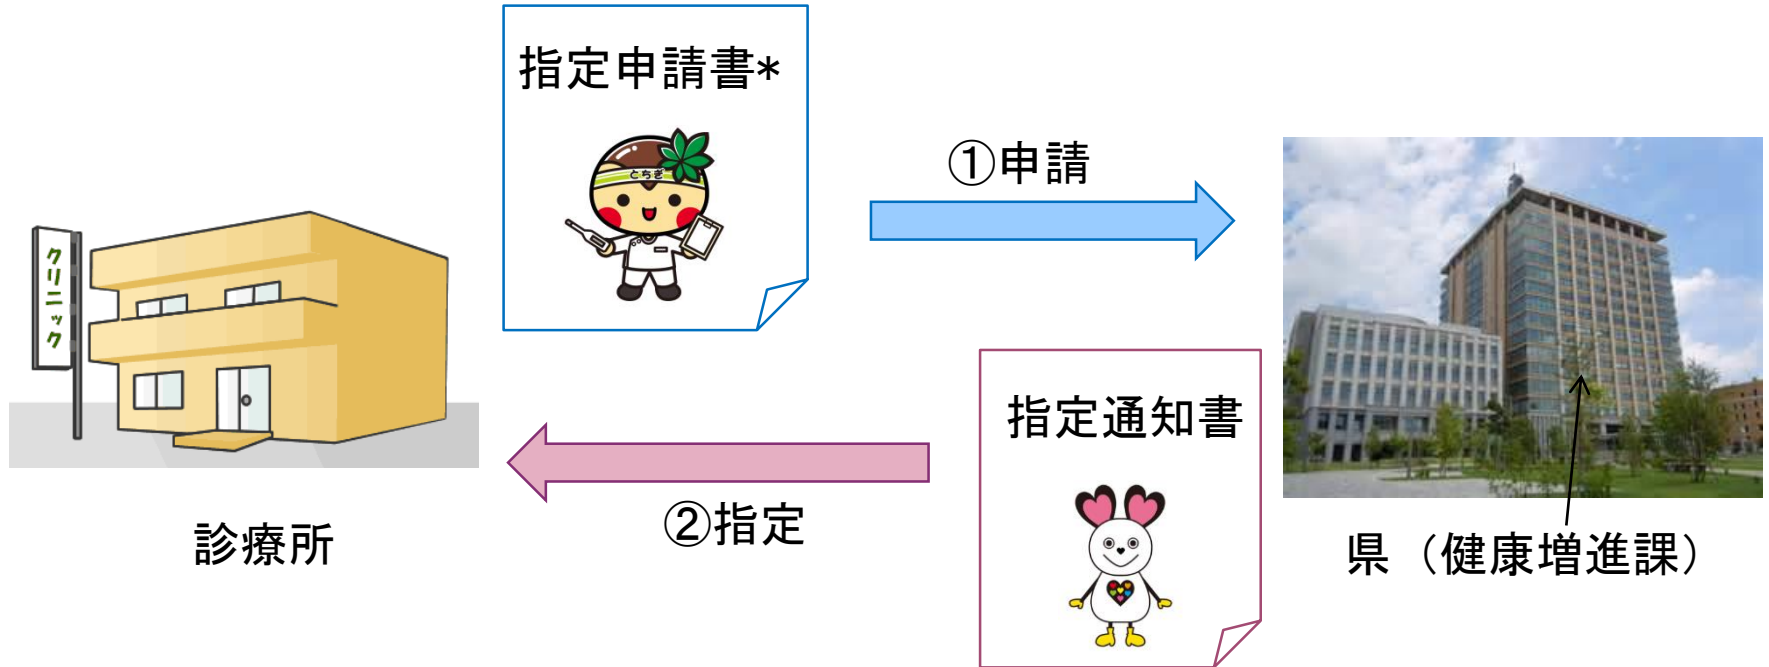 指定申請書*
とちぎ
①申請
クリニック
指定通知書
②指定
診療所
県（健康増進課）